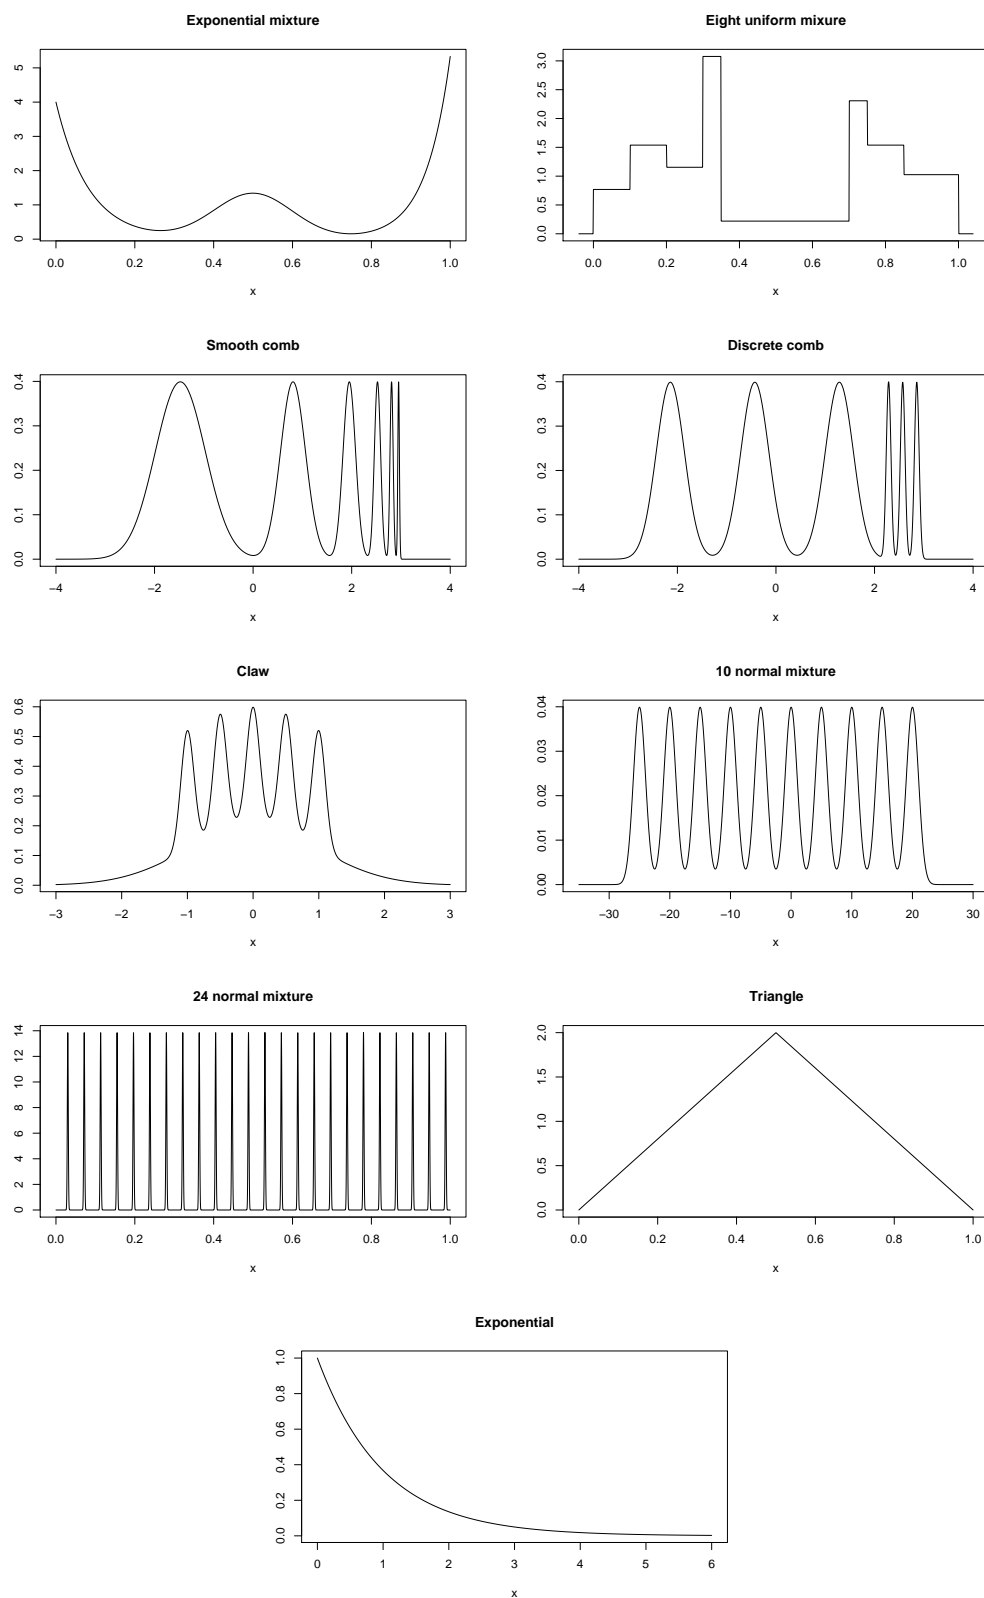 Exponential mixture
0 1 2 3 4 5
0.0 0.2 0.4 0.6 0.8 1.0
x
Eight uniform mixure
0.0 0.5 1.0 1.5 2.0 2.5 3.0
0.0 0.2 0.4 0.6 0.8 1.0
x
Smooth comb
0.0 0.1 0.2 0.3 0.4
−4 −2 0 2 4
x
Discrete comb
0.0 0.1 0.2 0.3 0.4
−4 −2 0 2 4
x
Claw
0.0 0.1 0.2 0.3 0.4 0.5 0.6
−3 −2 −1 0 1 2 3
x
10 normal mixture
0.00 0.01 0.02 0.03 0.04
−30 −20 −10 0 10 20 30
x
24 normal mixture
0 2 4 6 8 10 12 14
0.0 0.2 0.4 0.6 0.8 1.0
x
Triangle
0.0 0.5 1.0 1.5 2.0
0.0 0.2 0.4 0.6 0.8 1.0
x
Exponential
0.0 0.2 0.4 0.6 0.8 1.0
0 1 2 3 4 5 6
x